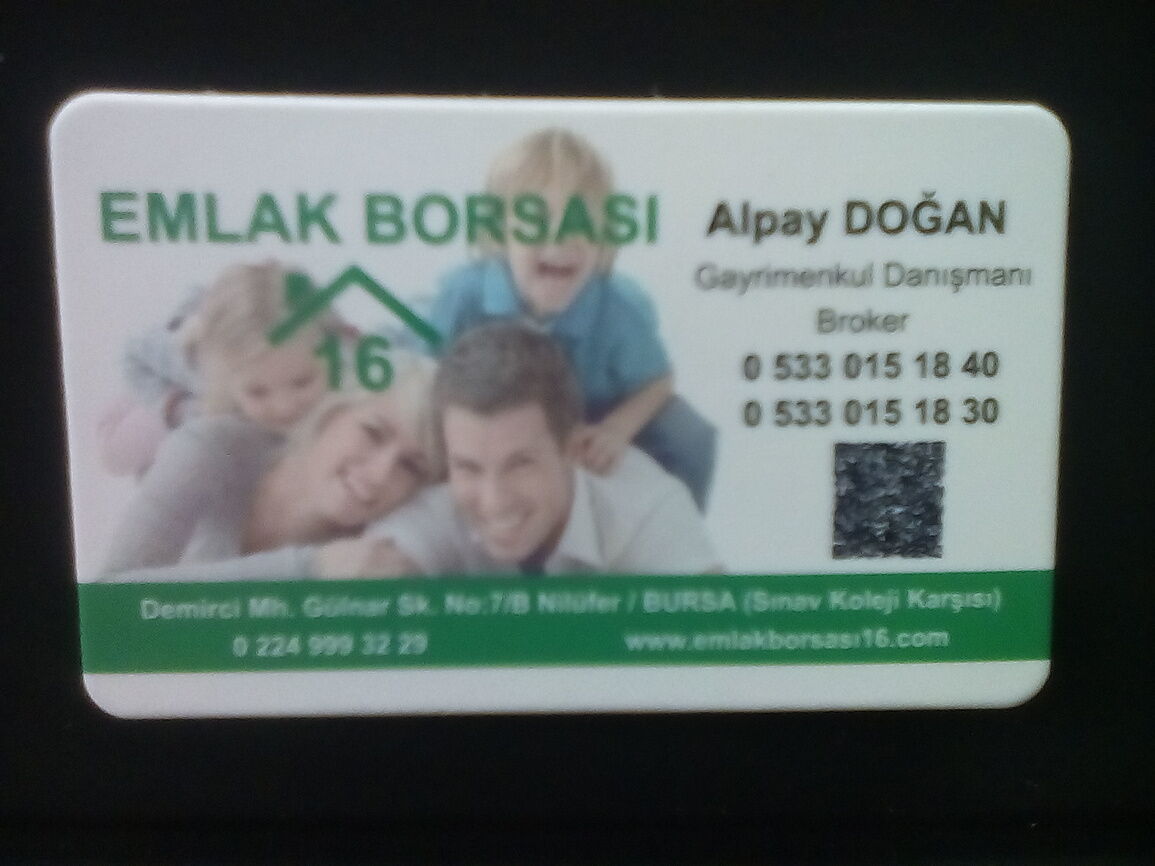 EMLAK BORSASI
16
Alpay DOĞAN
Gayrimenkul Danışmanı
Broker
0 533 015 18 40
0 533 015 18 30
Demirci Mh. Gülnar Sk. No:7/B Nilüfer / BURSA (Sınav Koleji Karşısı)
0 224 999 32 29
www.emlakborsası16.com